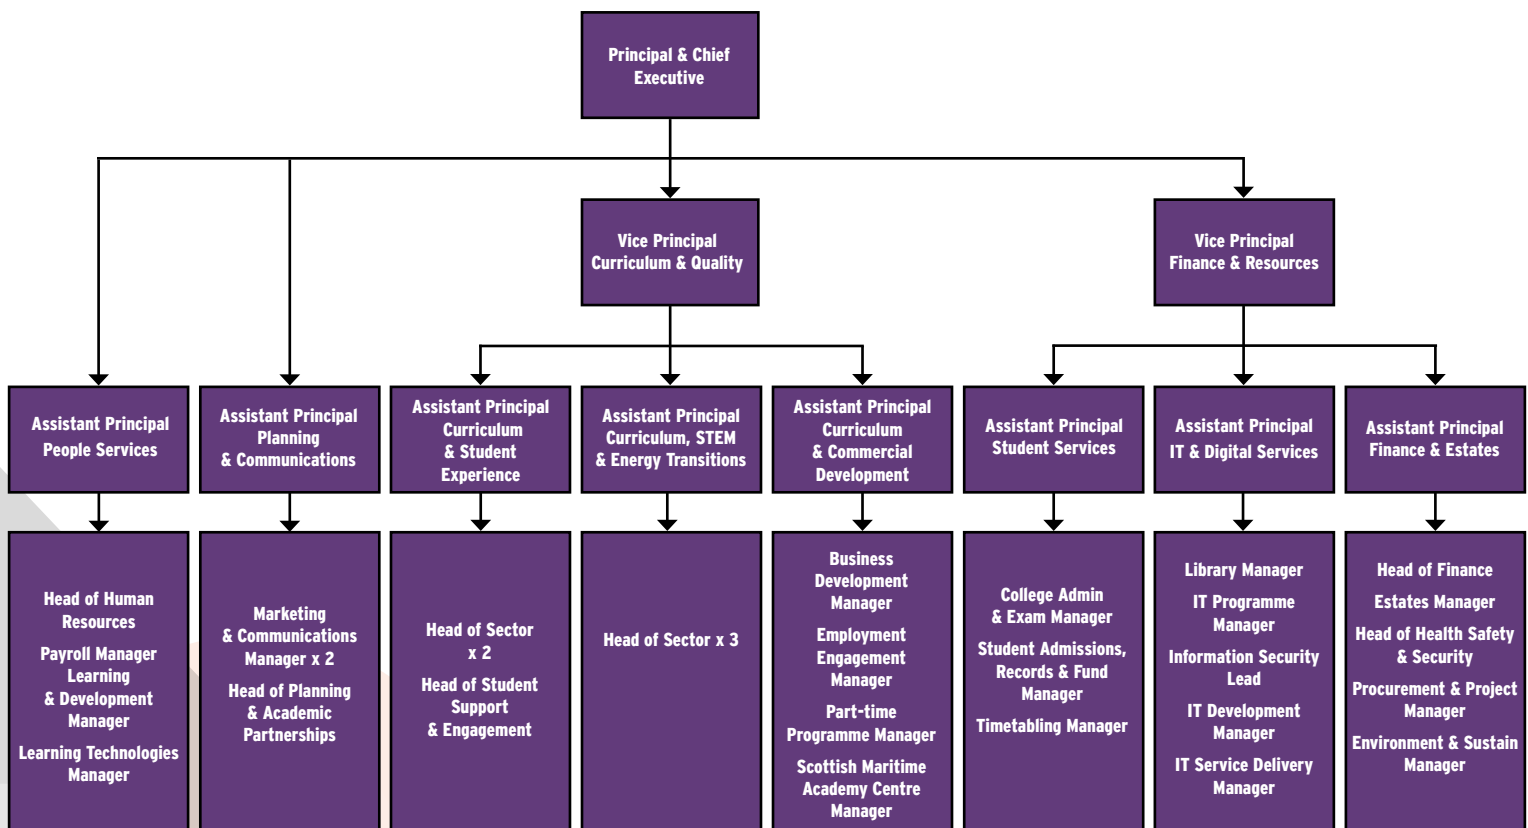 Principal & Chief
Executive
Vice Principal
Curriculum & Quality
Vice Principal
Finance & Resources
Assistant Principal
People Services
Assistant Principal
Planning
& Communications
Assistant Principal
Curriculum
& Student
Experience
Assistant Principal
Curriculum, STEM
& Energy Transitions
Assistant Principal
Curriculum
& Commercial
Development
Assistant Principal
Student Services
Assistant Principal
IT & Digital Services
Assistant Principal
Finance & Estates
Head of Human
Resources
Payroll Manager
Learning
& Development
Manager
Learning Technologies
Manager
Marketing
& Communications
Manager x 2
Head of Planning
& Academic
Partnerships
Head of Sector
x 2
Head of Student
Support
& Engagement
Head of Sector x 3
Business
Development
Manager
Employment
Engagement
Manager
Part-time
Programme Manager
Scottish Maritime
Academy Centre
Manager
College Admin
& Exam Manager
Student Admissions,
Records & Fund
Manager
Timetabling Manager
Library Manager
IT Programme
Manager
Information Security
Lead
IT Development
Manager
IT Service Delivery
Manager
Head of Finance
Estates Manager
Head of Health Safety
& Security
Procurement & Project
Manager
Environment & Sustain
Manager